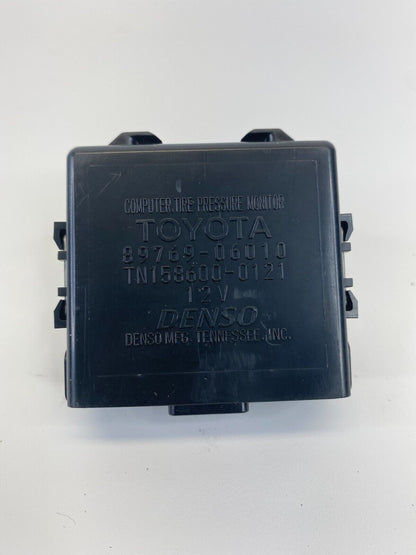 COMPUTER.TIRE PRESSURE MONITOR
TOYOTA
89769-06010
TN158600-0121
12V
DENSO
DENSO MFG. TENNESSEE, INC.